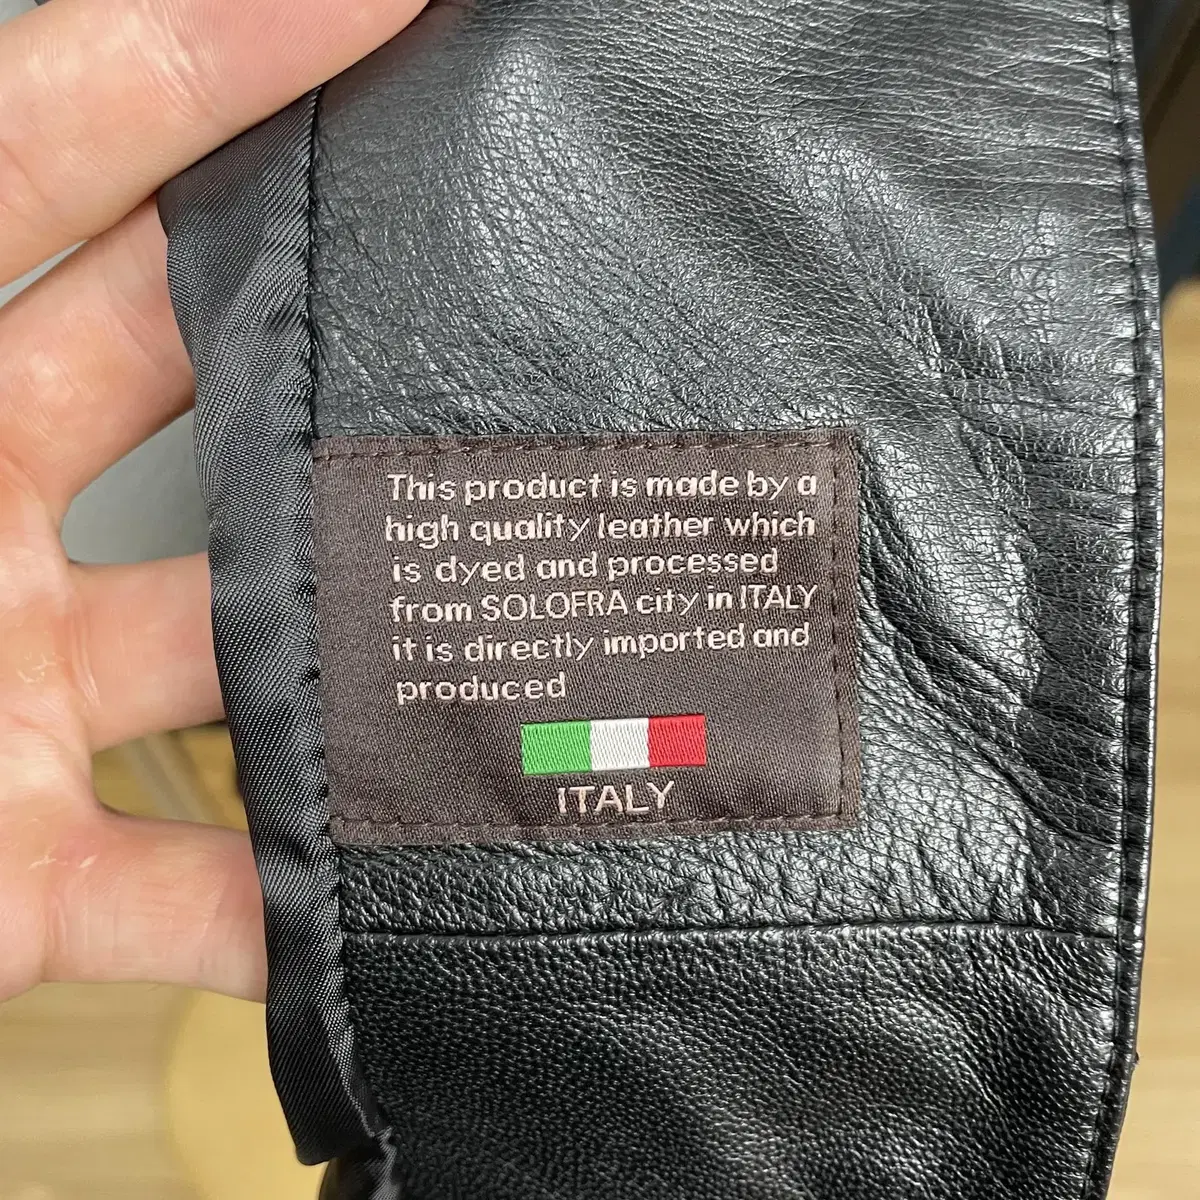 This product is made by a
high quality leather which
is dyed and processed
from SOLOFRA city in ITALY
it is directly imported and
produced
ITALY